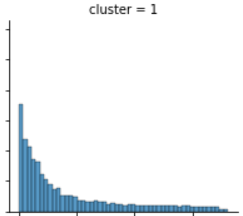 cluster = 1